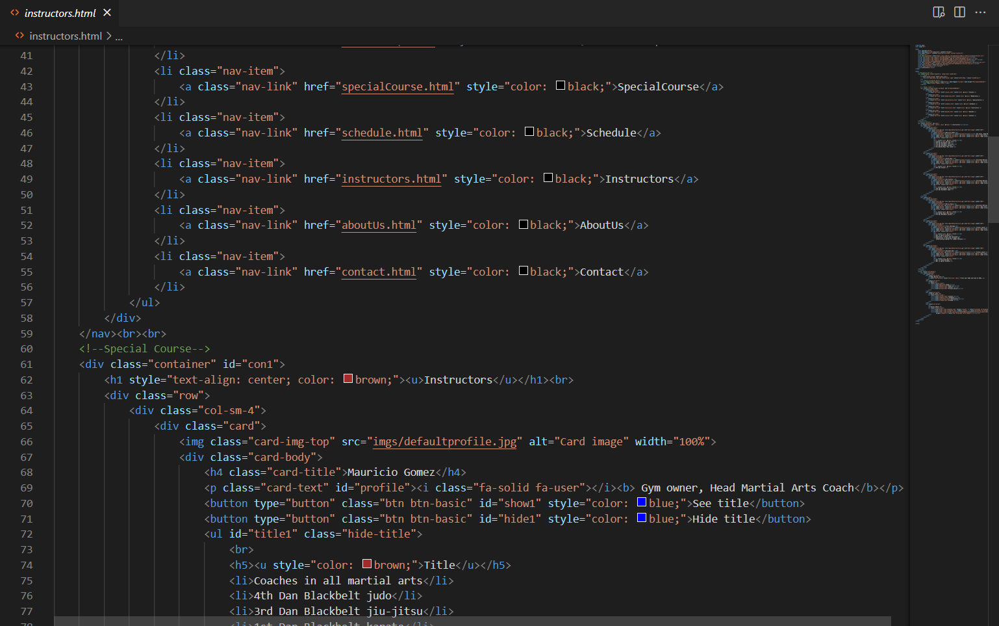 instructors.html
instructors.html > ...
41 </li>
42 <li class="nav-item">
43 <a class="nav-link" href="specialCourse.html" style="color: black;">SpecialCourse</a>
44 </li>
45 <li class="nav-item">
46 <a class="nav-link" href="schedule.html" style="color: black;">Schedule</a>
47 </li>
48 <li class="nav-item">
49 <a class="nav-link" href="instructors.html" style="color: black;">Instructors</a>
50 </li>
51 <li class="nav-item">
52 <a class="nav-link" href="aboutUs.html" style="color: black;">AboutUs</a>
53 </li>
54 <li class="nav-item">
55 <a class="nav-link" href="contact.html" style="color: black;">Contact</a>
56 </li>
57 </ul>
58 </div>
59 </nav><br><br>
60 <!--Special Course-->
61 <div class="container" id="con1">
62 <h1 style="text-align: center; color: brown;"><u>Instructors</u></h1><br>
63 <div class="row">
64 <div class="col-sm-4">
65 <div class="card">
66 <img class="card-img-top" src="imgs/defaultprofile.jpg" alt="Card image" width="100%">
67 <div class="card-body">
68 <h4 class="card-title">Mauricio Gomez</h4>
69 <p class="card-text" id="profile"><i class="fa-solid fa-user"></i><b> Gym owner, Head Martial Arts Coach</b></p>
70 <button type="button" class="btn btn-basic" id="show1" style="color: blue;">See title</button>
71 <button type="button" class="btn btn-basic" id="hide1" style="color: blue;">Hide title</button>
72 <ul id="title1" class="hide-title">
73 <br>
74 <h5><u style="color: brown;">Title</u></h5>
75 <li>Coaches in all martial arts</li>
76 <li>4th Dan Blackbelt judo</li>
77 <li>3rd Dan Blackbelt jiu-jitsu</li>
78 <li>1st Dan Blackbelt karate</li>